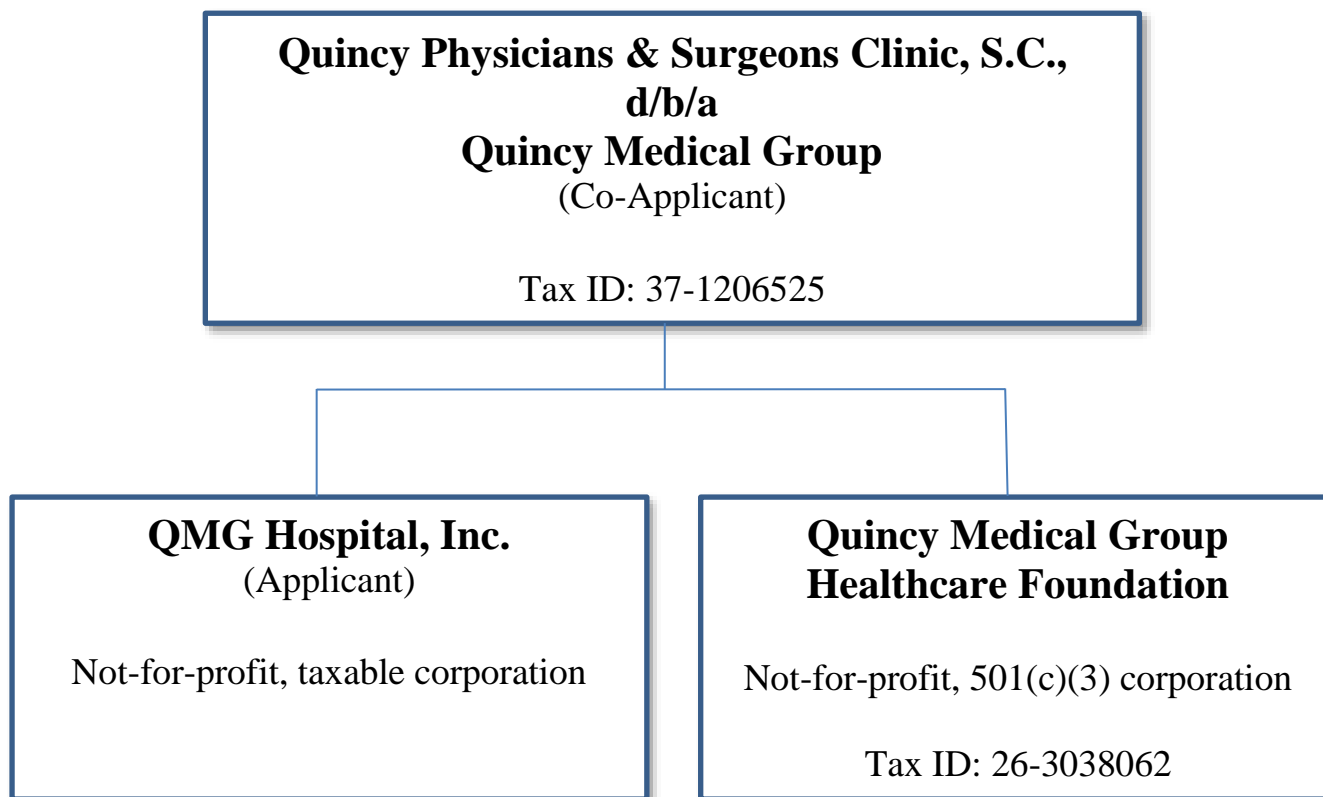 Quincy Physicians & Surgeons Clinic, S.C.,
d/b/a
Quincy Medical Group
(Co-Applicant)
Tax ID: 37-1206525
QMG Hospital, Inc.
(Applicant)
Not-for-profit, taxable corporation
Quincy Medical Group
Healthcare Foundation
Not-for-profit, 501(c)(3) corporation
Tax ID: 26-3038062